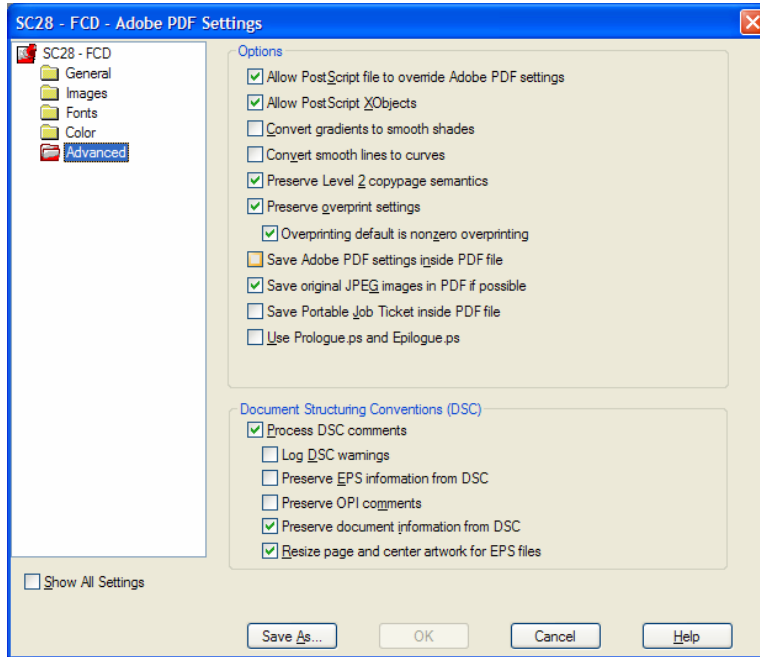 SC28 - FCD - Adobe PDF Settings
SC28 - FCD
General
Images
Fonts
Color
Advanced
Show All Settings
Options
Allow PostScript file to override Adobe PDF settings
Allow PostScript XObjects
Convert gradients to smooth shades
Convert smooth lines to curves
Preserve Level 2 copypage semantics
Preserve overprint settings
Overprinting default is nonzero overprinting
Save Adobe PDF settings inside PDF file
Save original JPEG images in PDF if possible
Save Portable Job Ticket inside PDF file
Use Prologue.ps and Epilogue.ps
Document Structuring Conventions (DSC)
Process DSC comments
Log DSC warnings
Preserve EPS information from DSC
Preserve OPI comments
Preserve document information from DSC
Resize page and center artwork for EPS files
Save As...
OK
Cancel
Help